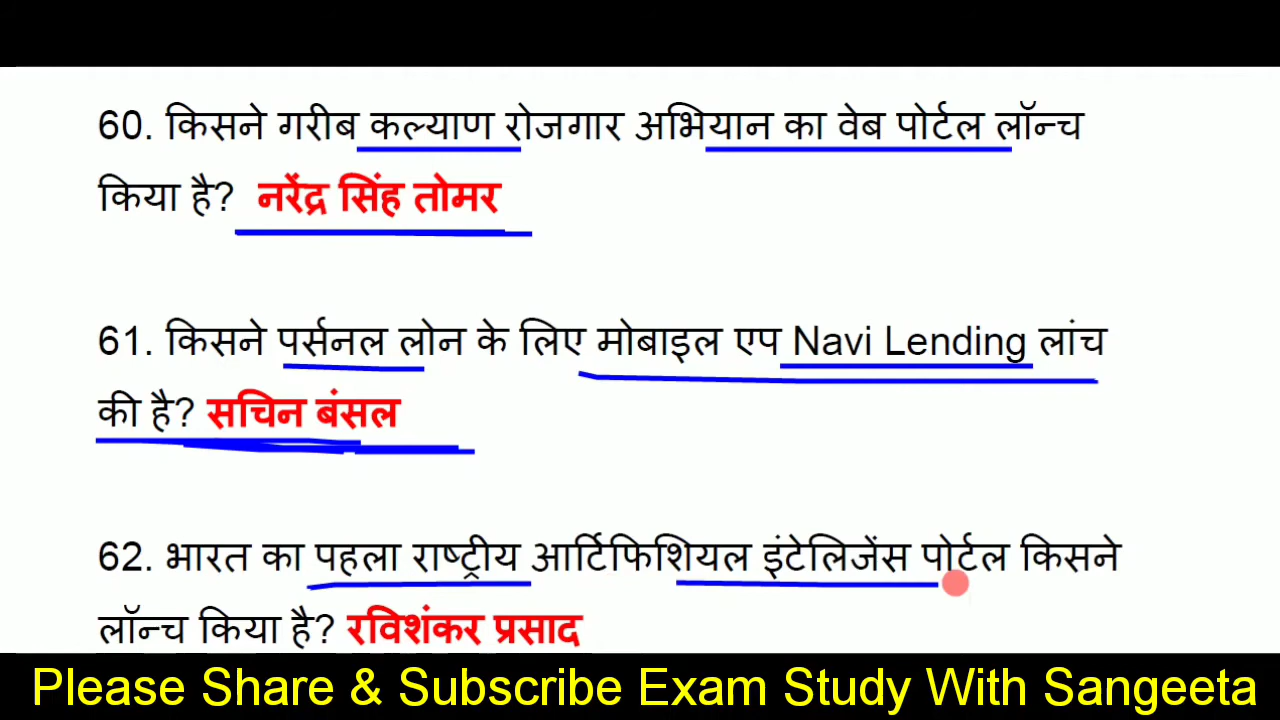 60. किसने गरीब कल्याण रोजगार अभियान का वेब पोर्टल लॉन्च
किया है? नरेंद्र सिंह तोमर
61. किसने पर्सनल लोन के लिए मोबाइल एप Navi Lending लांच
की है? सचिन बंसल
62. भारत का पहला राष्ट्रीय आर्टिफिशियल इंटेलिजेंस पोर्टल किसने
लॉन्च किया है? रविशंकर प्रसाद
Please Share & Subscribe Exam Study With Sangeeta